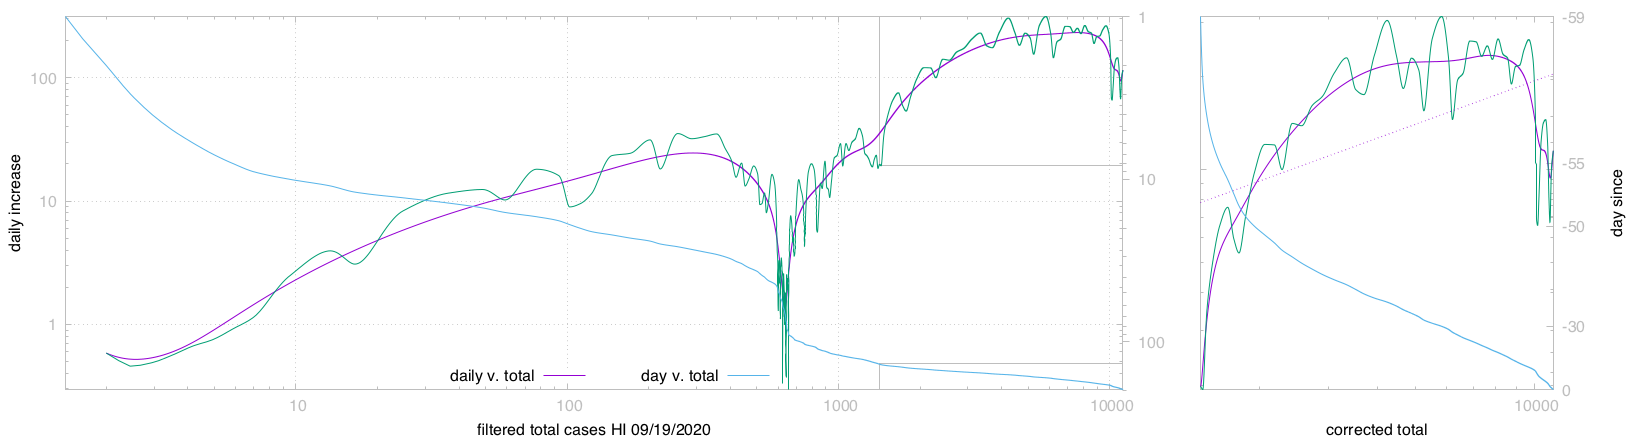 daily increase
100
10
1
1
10
100
daily v. total
day v. total
10
100
1000
10000
filtered total cases HI 09/19/2020
-59
-55
-50
-30
0
day since
10000
corrected total